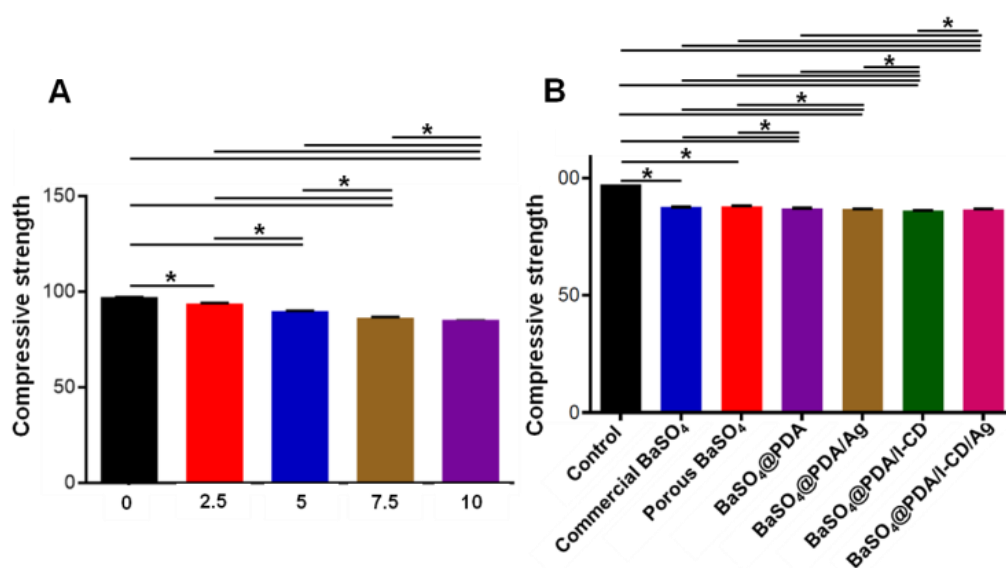 A
*
*
*
*
Compressive strength
150
100
50
0
0 2.5 5 7.5 10
B
*
*
*
*
*
*
Compressive strength
00
50
0
Control
Commercial BaSO₄
Porous BaSO₄
BaSO₄@PDA
BaSO₄@PDA/Ag
BaSO₄@PDA/I-CD
BaSO₄@PDA/I-CD/Ag